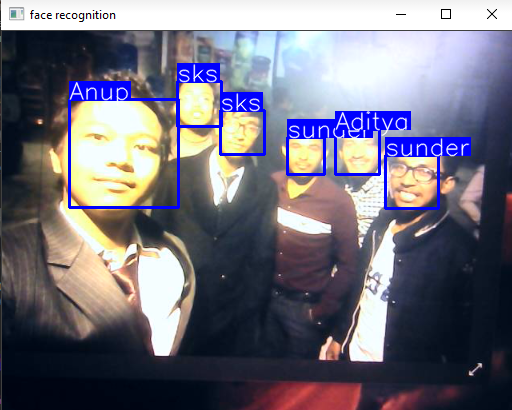 face recognition
Anup
sks
sks
sunder
Aditya
sunder